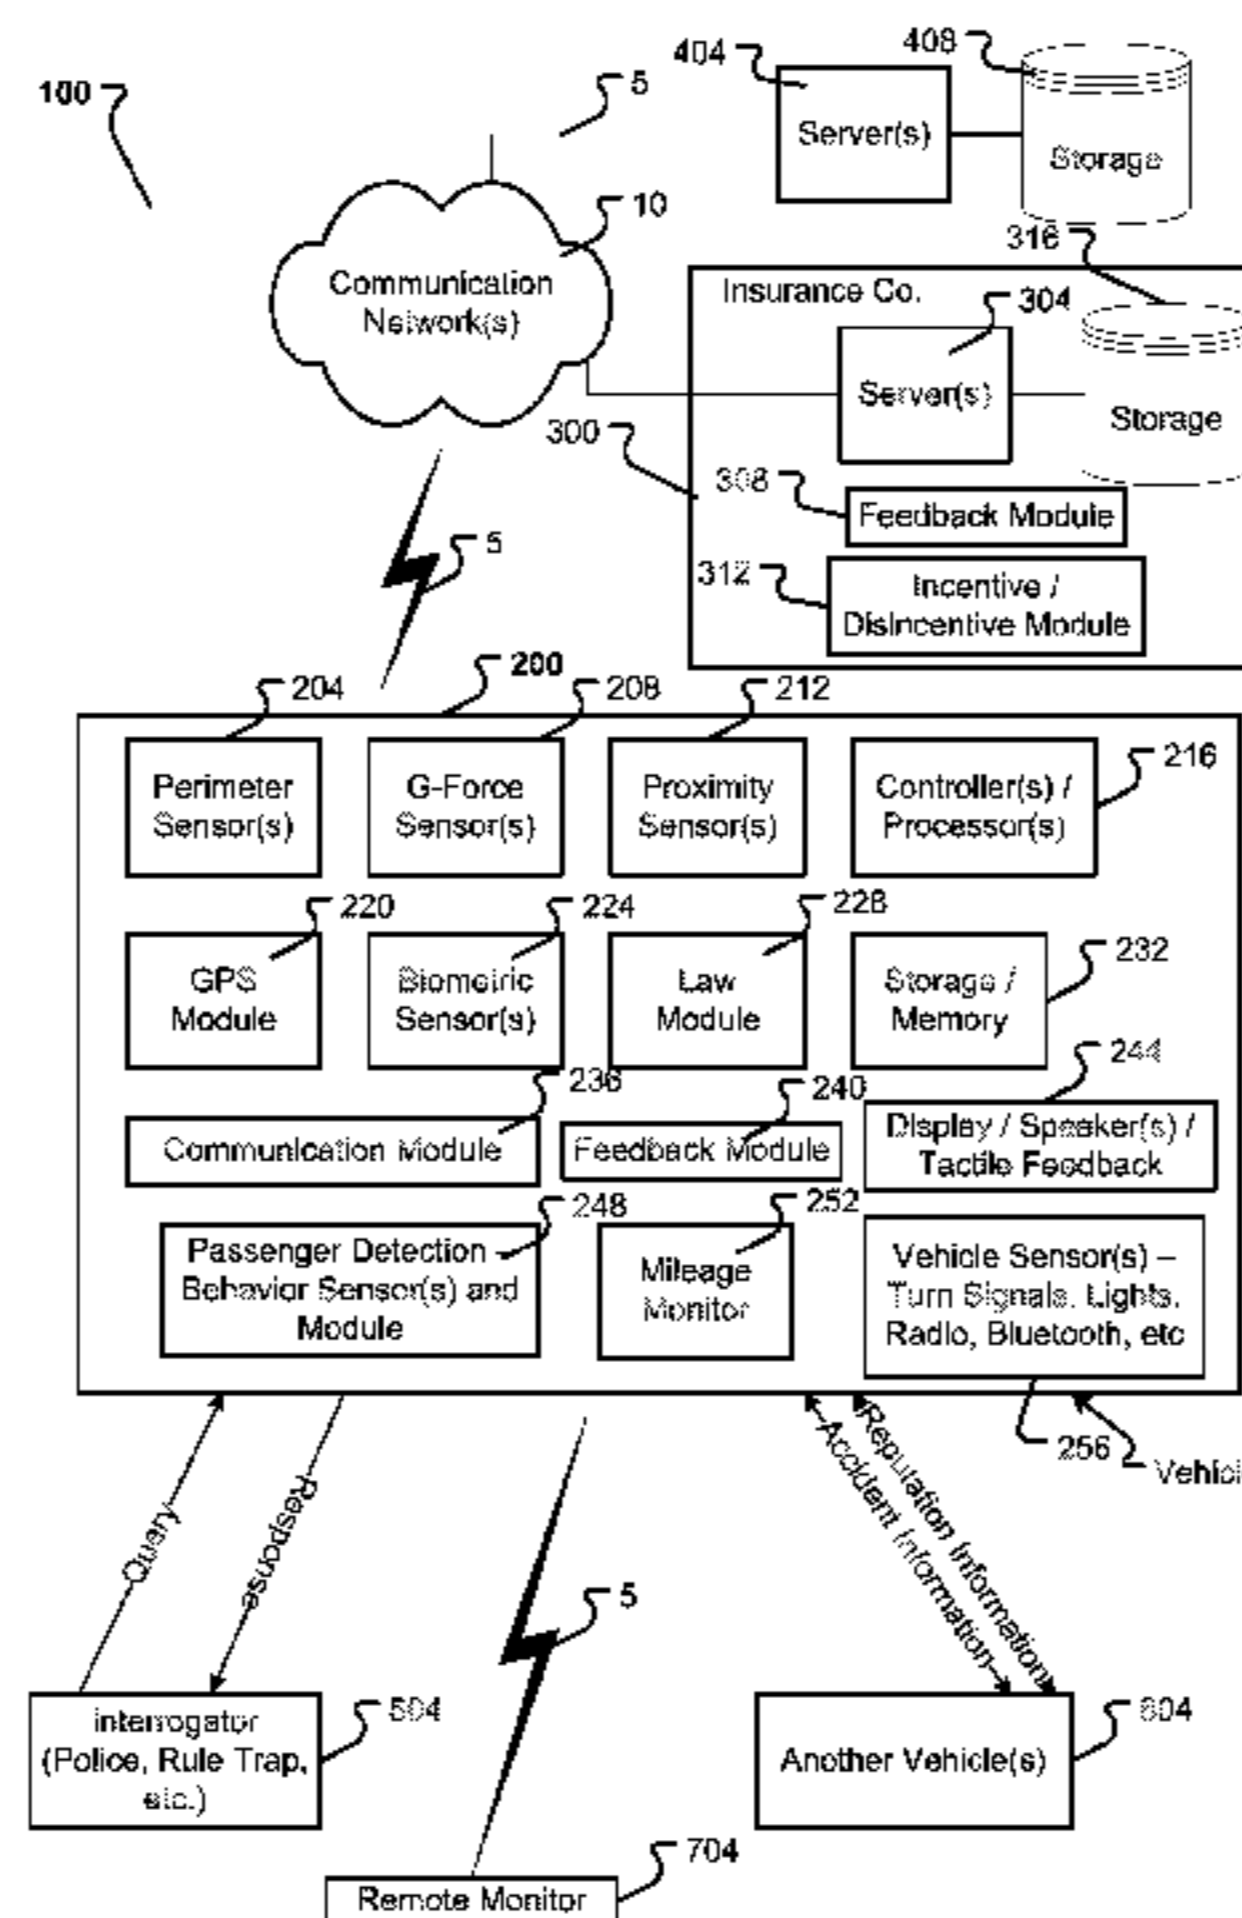 100
5
404
Server(s)
408
Storage
10
Communication
Network(s)
316
Insurance Co.
304
Server(s)
Storage
300
308
Feedback Module
312
Incentive /
Disincentive Module
5
200
204
Perimeter
Sensor(s)
208
G-Force
Sensor(s)
212
Proximity
Sensor(s)
216
Controller(s) /
Processor(s)
220
GPS
Module
224
Biometric
Sensor(s)
228
Law
Module
232
Storage /
Memory
236
Communication Module
240
Feedback Module
244
Display / Speaker(s) /
Tactile Feedback
248
Passenger Detection –
Behavior Sensor(s) and
Module
252
Mileage
Monitor
Vehicle Sensor(s) –
Turn Signals, Lights,
Radio, Bluetooth, etc
256
Vehicl
Query
Response
Accident Information
Reputation Information
5
504
Interrogator
(Police, Rule Trap,
etc.)
604
Another Vehicle(s)
704
Remote Monitor